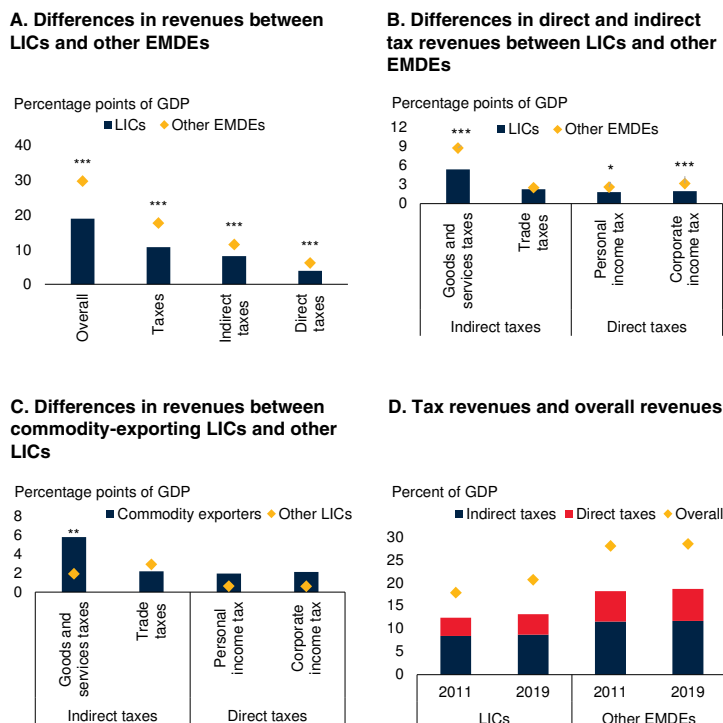 A. Differences in revenues between
LICs and other EMDEs
Percentage points of GDP
LICs Other EMDEs
40
30
20
10
0
***
***
***
***
Overall
Taxes
Indirect
taxes
Direct
taxes
B. Differences in direct and indirect
tax revenues between LICs and other
EMDEs
Percentage points of GDP
LICs Other EMDEs
12
9
6
3
0
***
*
***
Goods and
services taxes
Trade
taxes
Personal
income tax
Corporate
income tax
Indirect taxes
Direct taxes
C. Differences in revenues between
commodity-exporting LICs and other
LICs
Percentage points of GDP
Commodity exporters Other LICs
8
6
4
2
0
**
Goods and
services taxes
Trade
taxes
Personal
income tax
Corporate
income tax
Indirect taxes
Direct taxes
D. Tax revenues and overall revenues
Percent of GDP
Indirect taxes Direct taxes Overall
30
25
20
15
10
5
0
2011 2019 2011 2019
LICs Other EMDEs